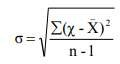 σ = √(∑(χ - X̄)² / n - 1)